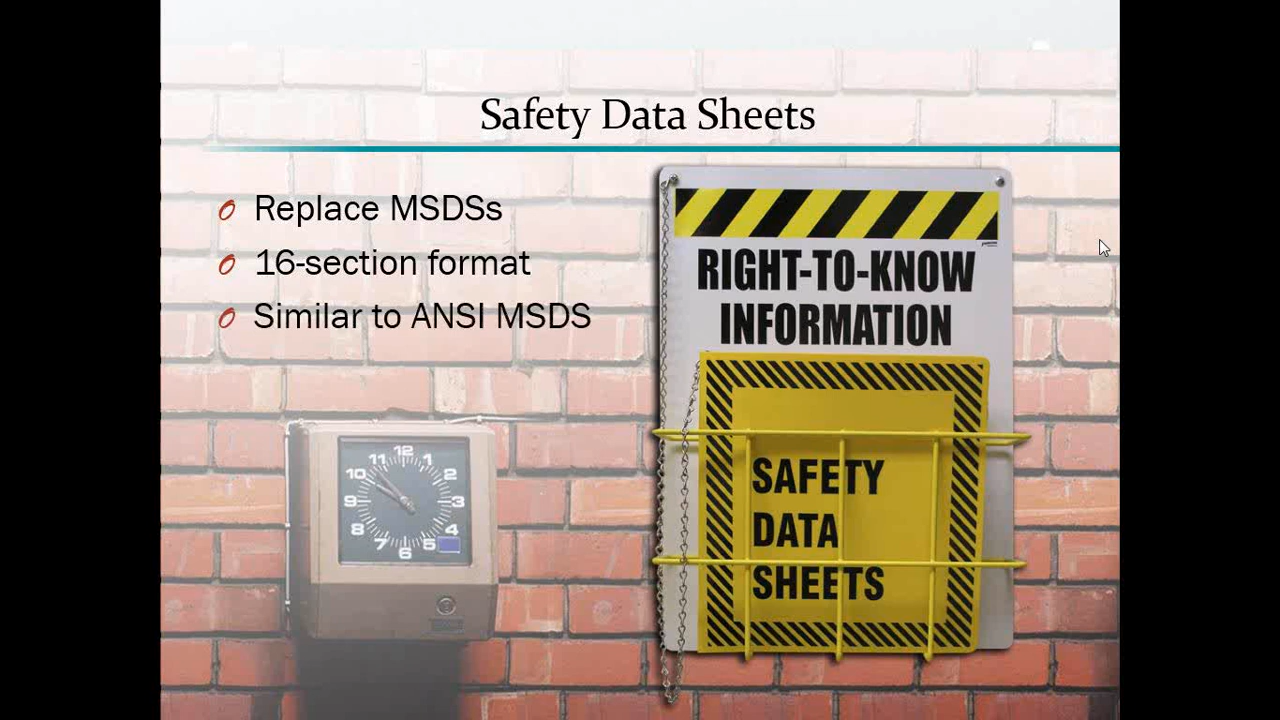 Safety Data Sheets
Replace MSDSs
16-section format
Similar to ANSI MSDS
RIGHT-TO-KNOW
INFORMATION
SAFETY
DATA
SHEETS
12
11
1
10
2
9
3
8
4
7
5
6